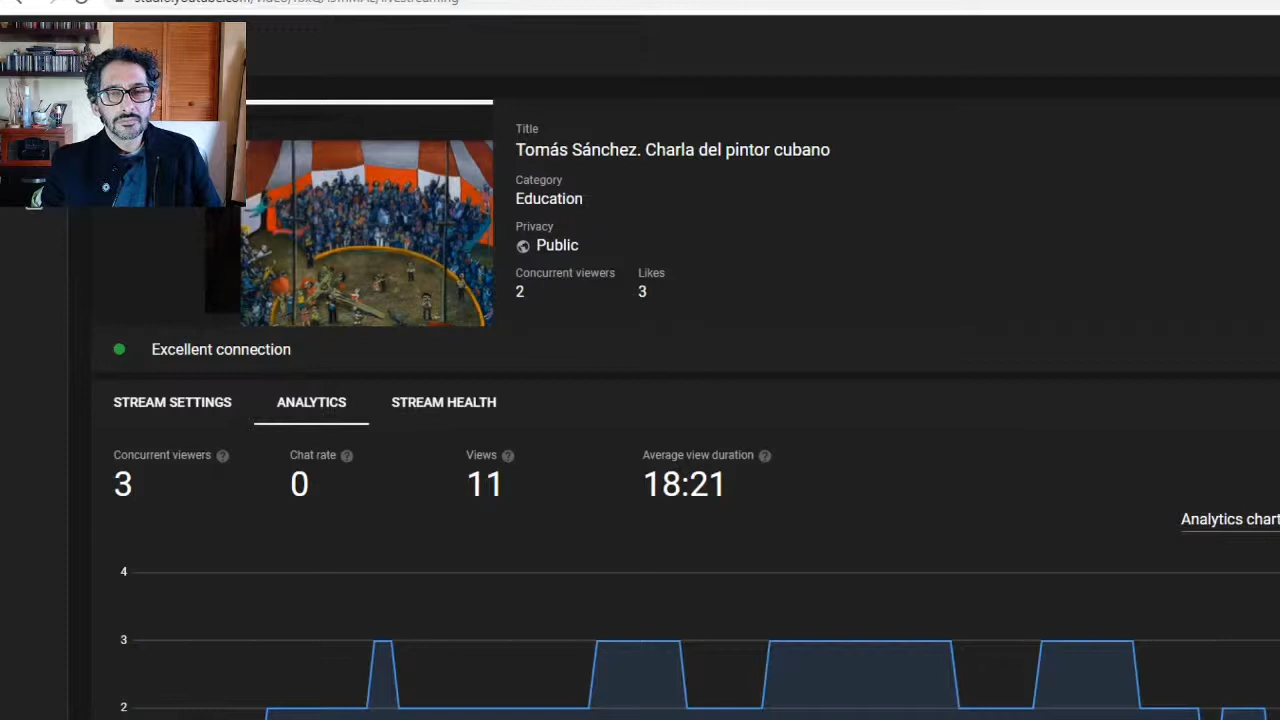 Title
Tomás Sánchez. Charla del pintor cubano
Category
Education
Privacy
Public
Concurrent viewers Likes
2 3
Excellent connection
STREAM SETTINGS ANALYTICS STREAM HEALTH
Concurrent viewers Chat rate Views Average view duration
3 0 11 18:21
Analytics chart
4
3
2